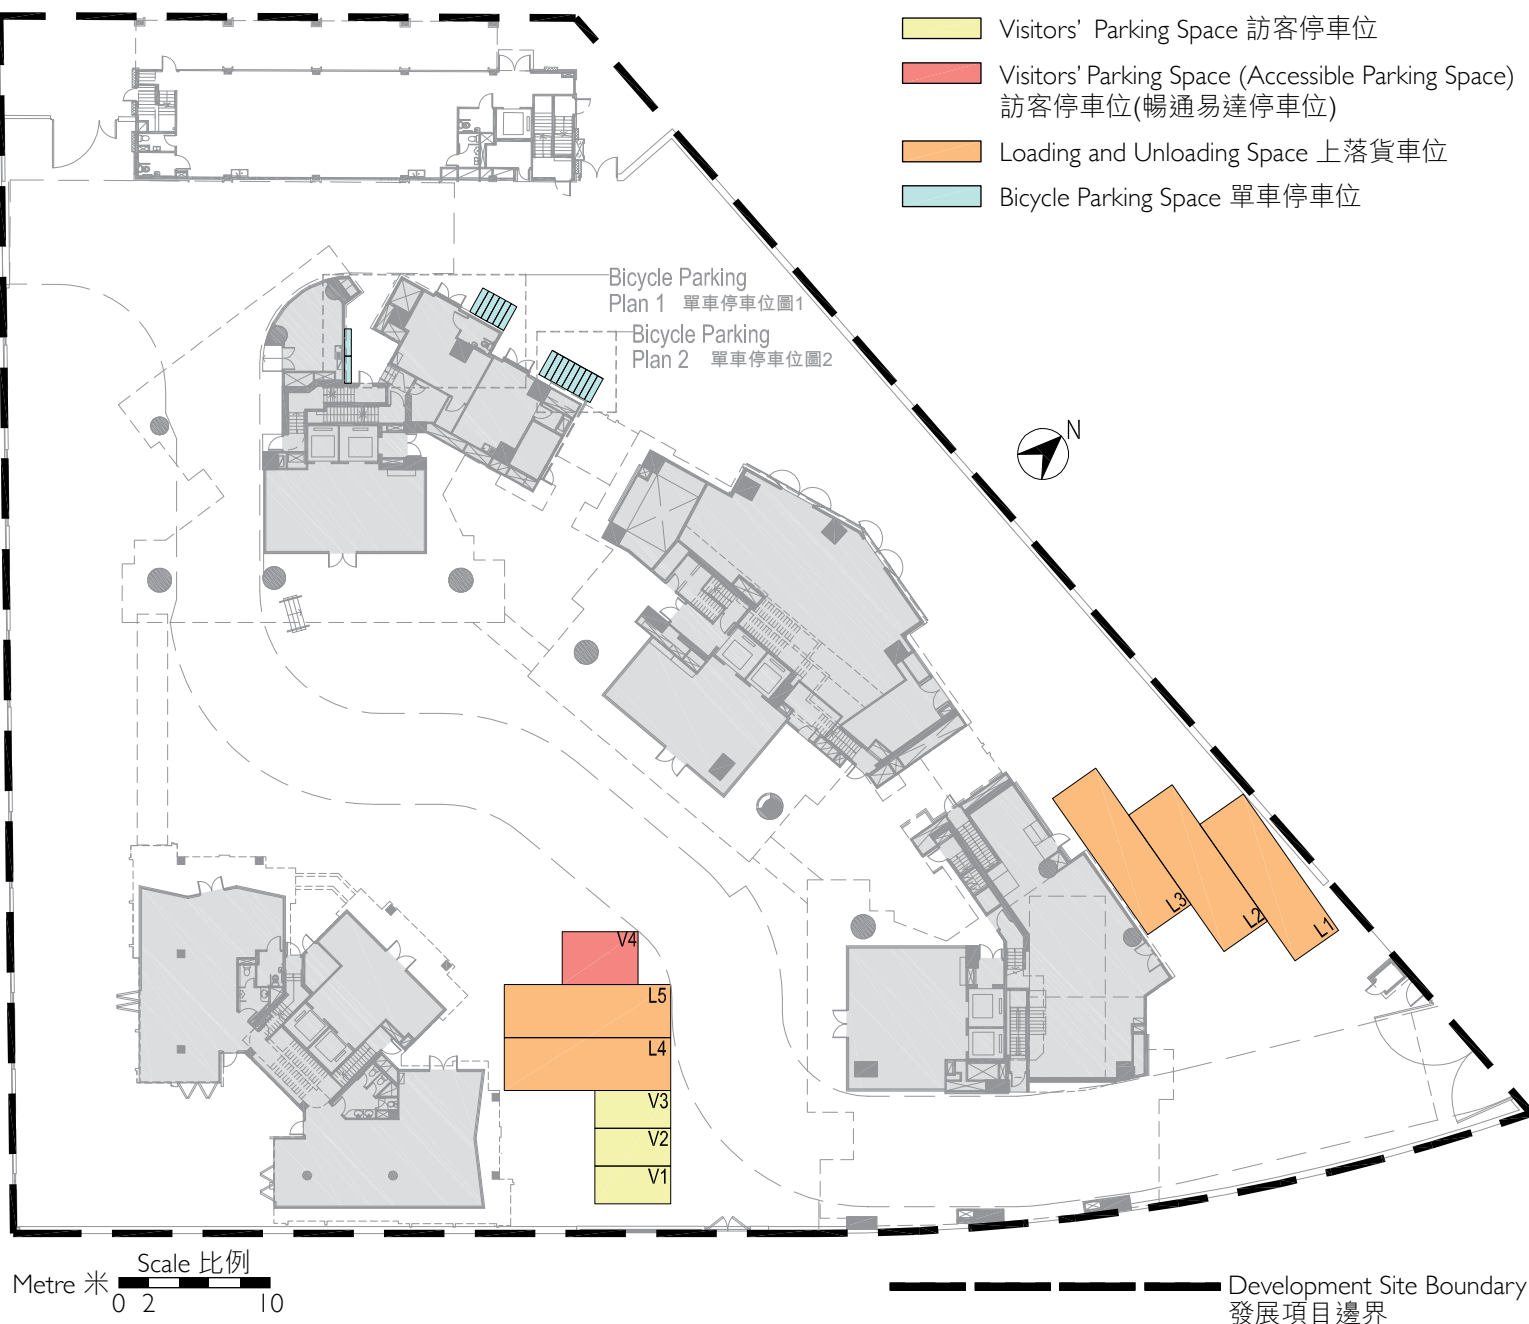 Visitors' Parking Space 訪客停車位
Visitors' Parking Space (Accessible Parking Space)
訪客停車位(暢通易達停車位)
Loading and Unloading Space 上落貨車位
Bicycle Parking Space 單車停車位
Bicycle Parking
Plan 1 單車停車位圖1
Bicycle Parking
Plan 2 單車停車位圖2
N
L3
L2
L1
V4
L5
L4
V3
V2
V1
Scale 比例
Metre 米
0 2 10
Development Site Boundary
發展項目邊界